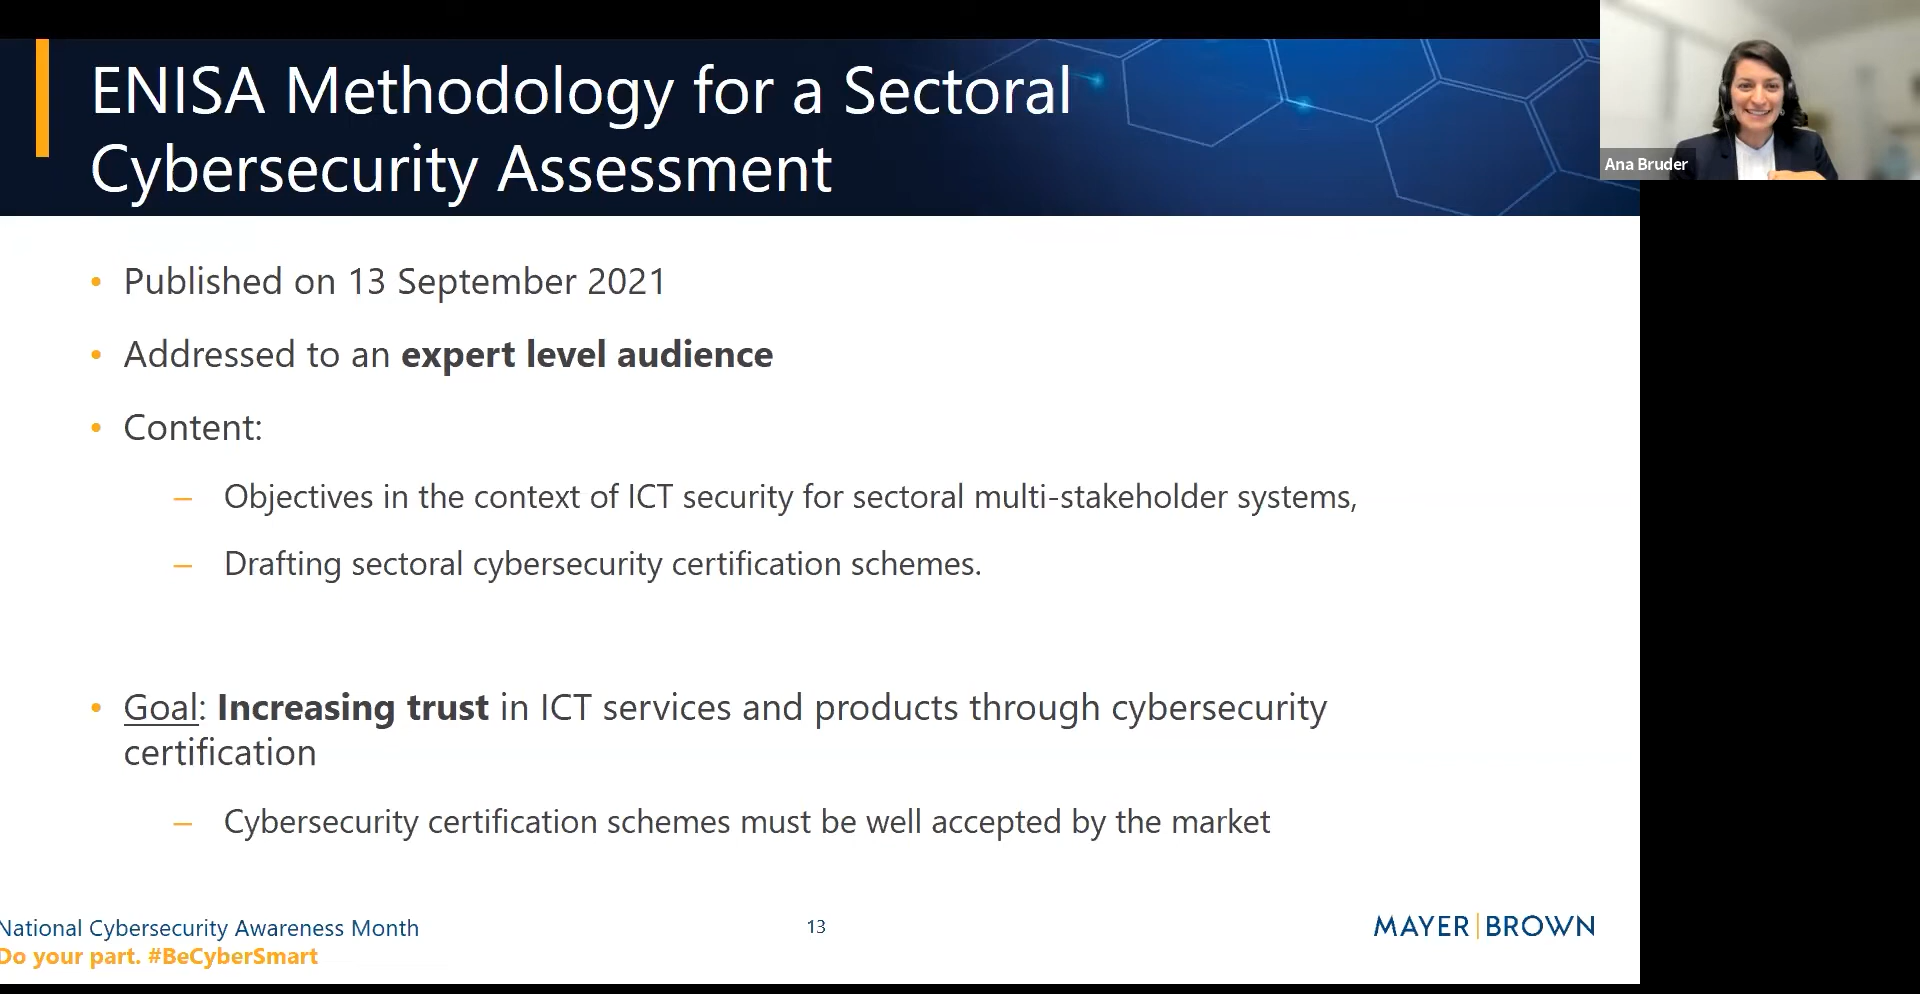 ENISA Methodology for a Sectoral
Cybersecurity Assessment
Ana Bruder
• Published on 13 September 2021
• Addressed to an expert level audience
• Content:
– Objectives in the context of ICT security for sectoral multi-stakeholder systems,
– Drafting sectoral cybersecurity certification schemes.
• Goal: Increasing trust in ICT services and products through cybersecurity
certification
– Cybersecurity certification schemes must be well accepted by the market
National Cybersecurity Awareness Month
Do your part. #BeCyberSmart
13
MAYER|BROWN